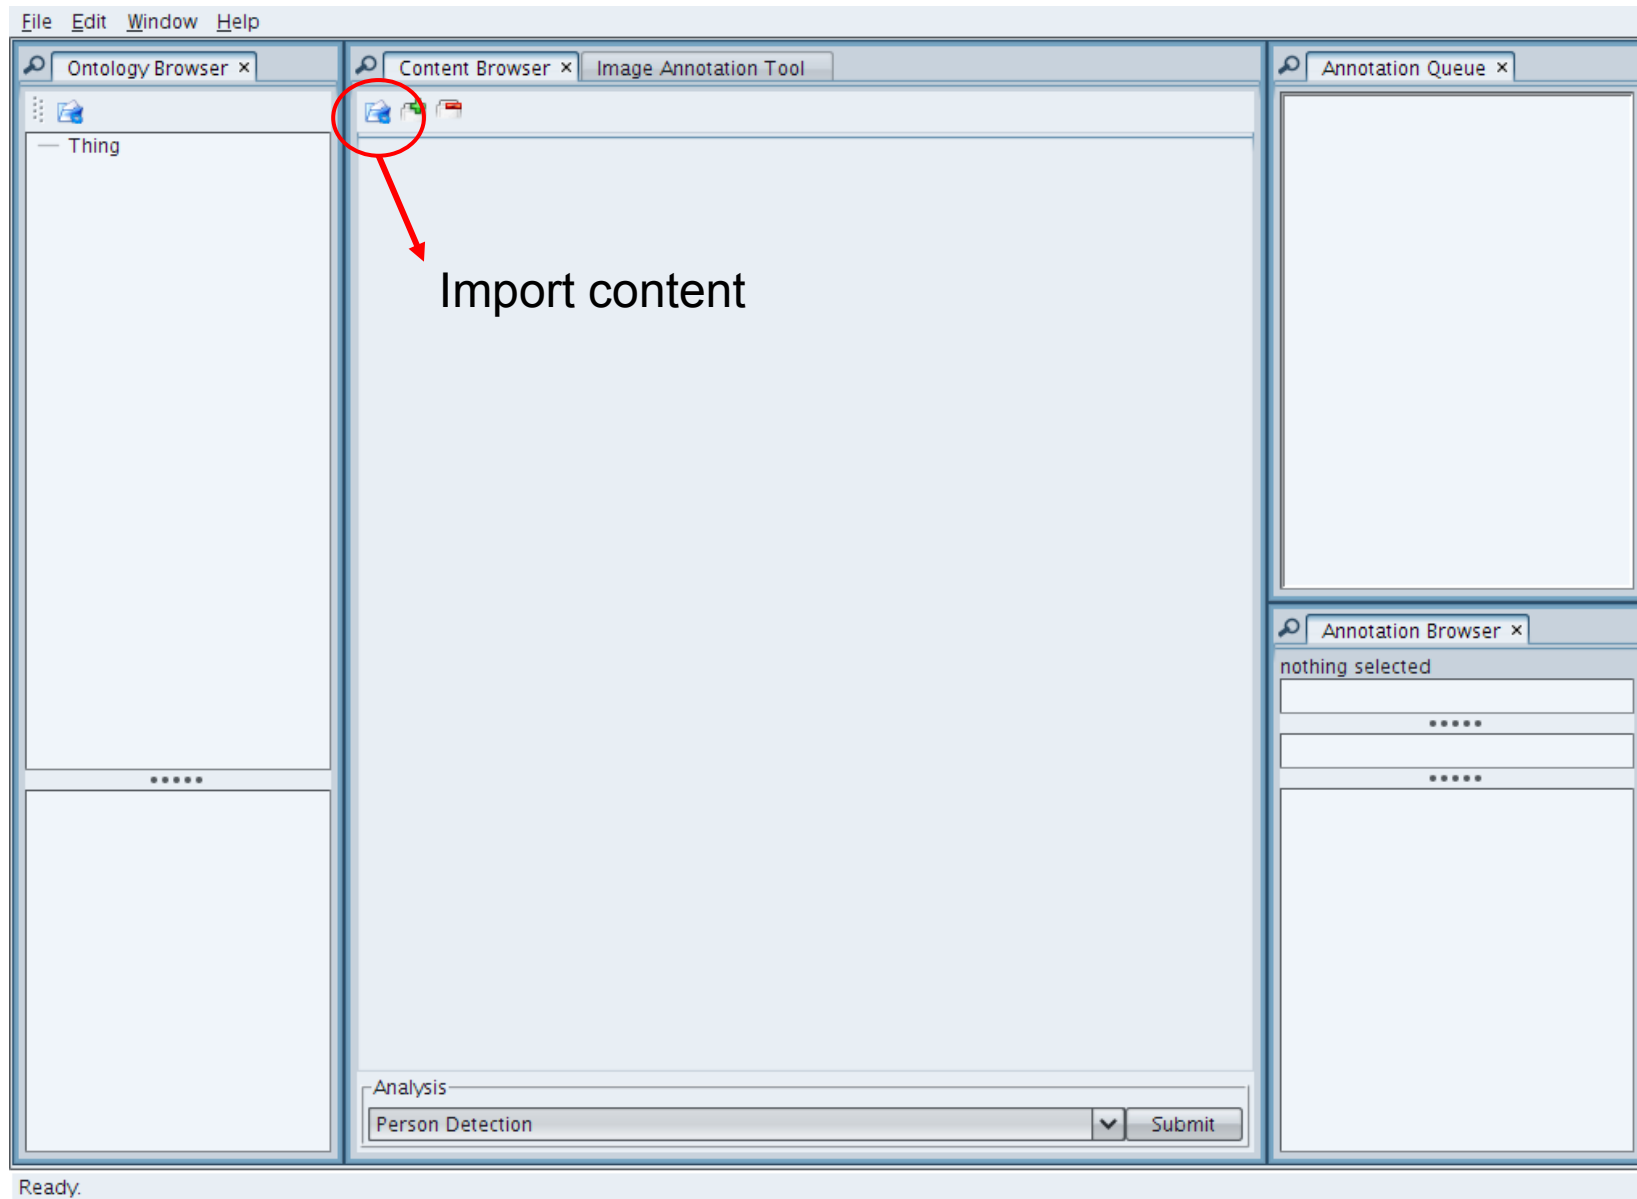 File Edit Window Help
Ontology Browser ×
Content Browser × Image Annotation Tool
Annotation Queue ×
Thing
Import content
Annotation Browser ×
nothing selected
Analysis
Person Detection
Submit
Ready.